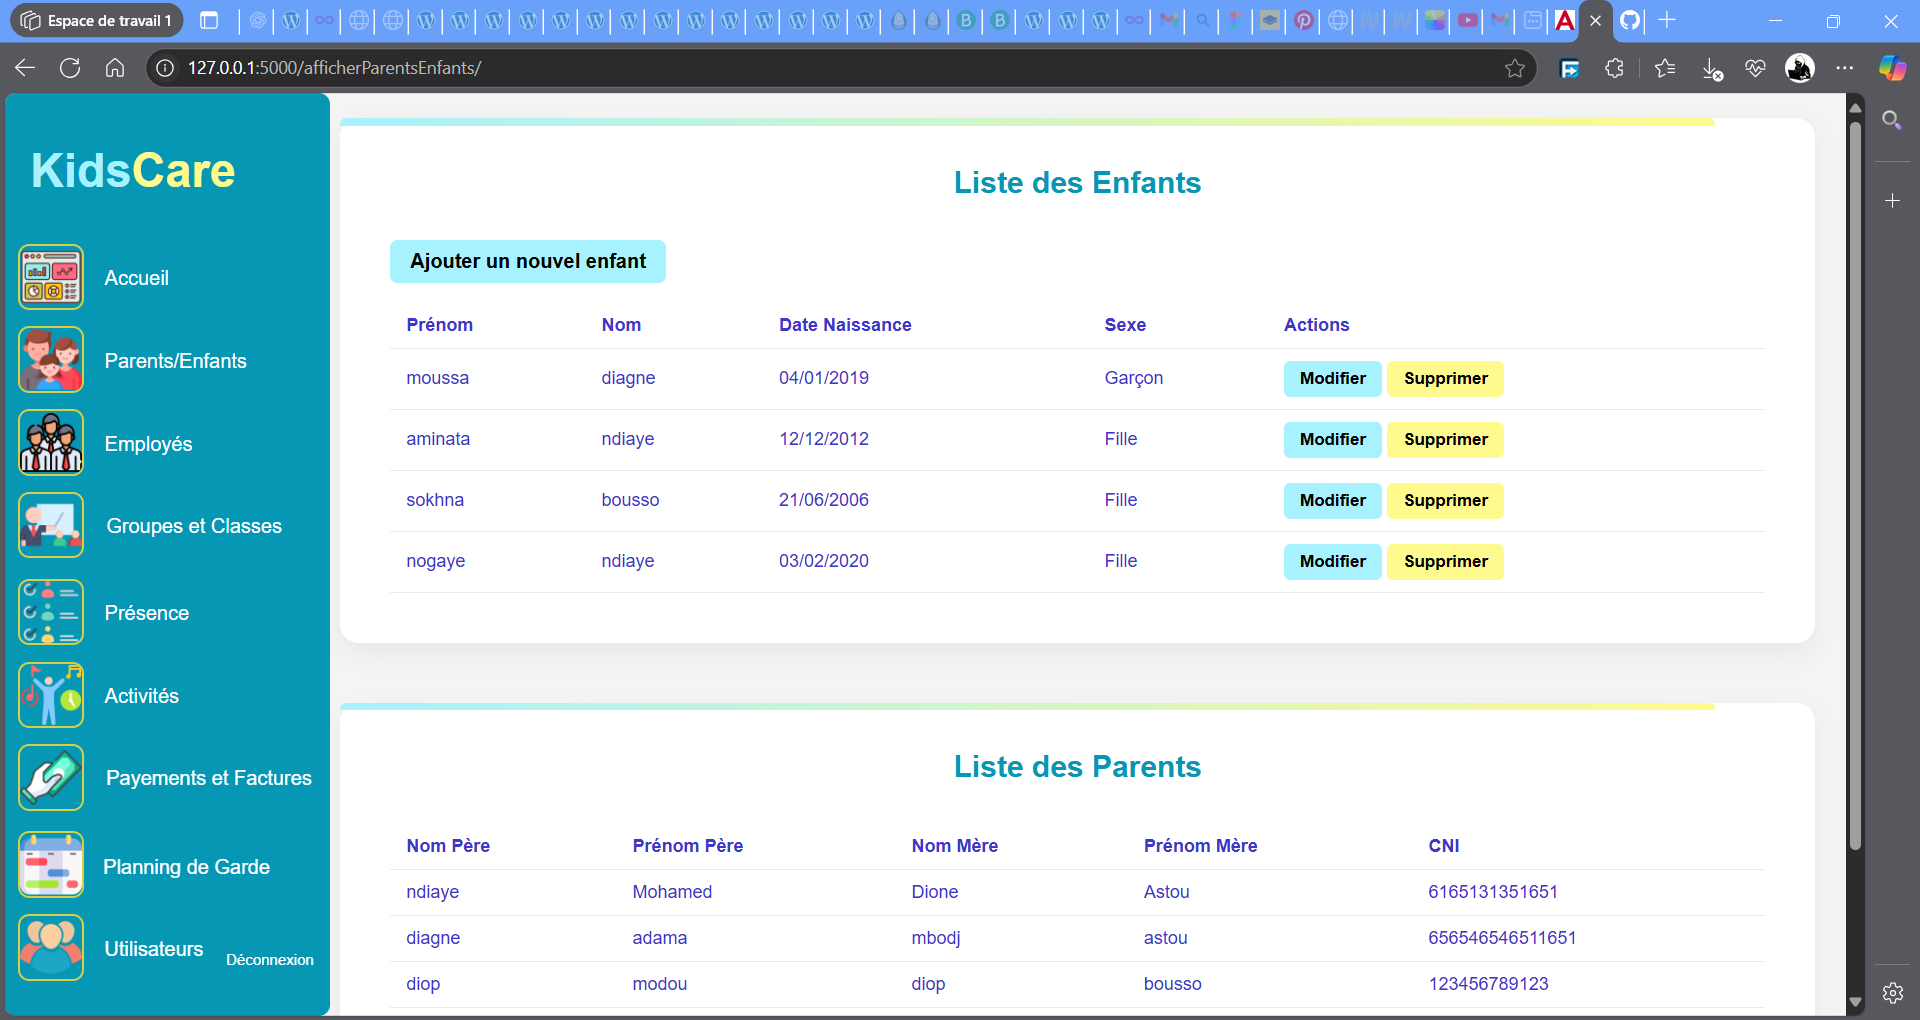 Espace de travail 1
127.0.0.1:5000/afficherParentsEnfants/
KidsCare
Accueil
Parents/Enfants
Employés
Groupes et Classes
Présence
Activités
Payements et Factures
Planning de Garde
Utilisateurs
Déconnexion
Liste des Enfants
Ajouter un nouvel enfant
Prénom Nom Date Naissance Sexe Actions
moussa diagne 04/01/2019 Garçon Modifier Supprimer
aminata ndiaye 12/12/2012 Fille Modifier Supprimer
sokhna bousso 21/06/2006 Fille Modifier Supprimer
nogaye ndiaye 03/02/2020 Fille Modifier Supprimer
Liste des Parents
Nom Père Prénom Père Nom Mère Prénom Mère CNI
ndiaye Mohamed Dione Astou 6165131351651
diagne adama mbodj astou 656546546511651
diop modou diop bousso 123456789123